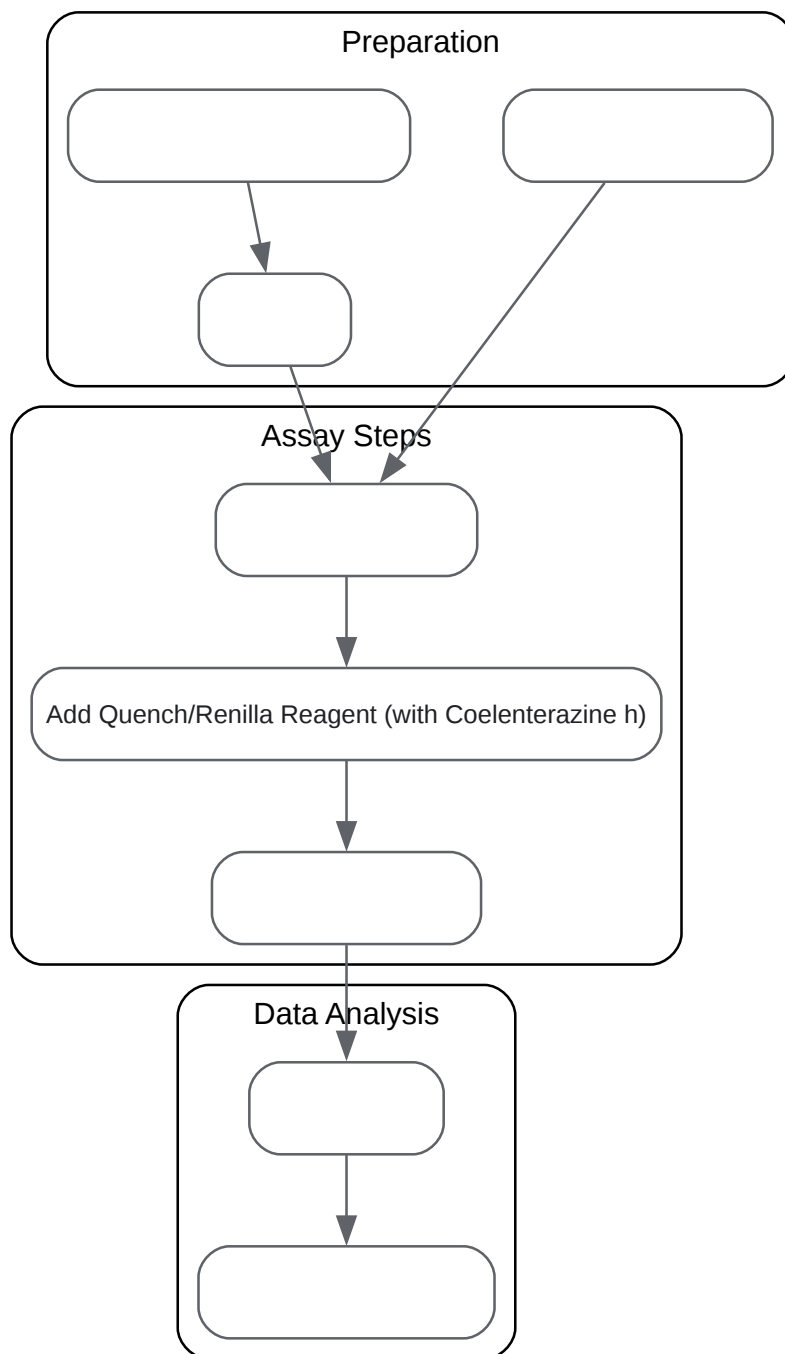 Preparation
Assay Steps
Add Quench/Renilla Reagent (with Coelenterazine h)
Data Analysis